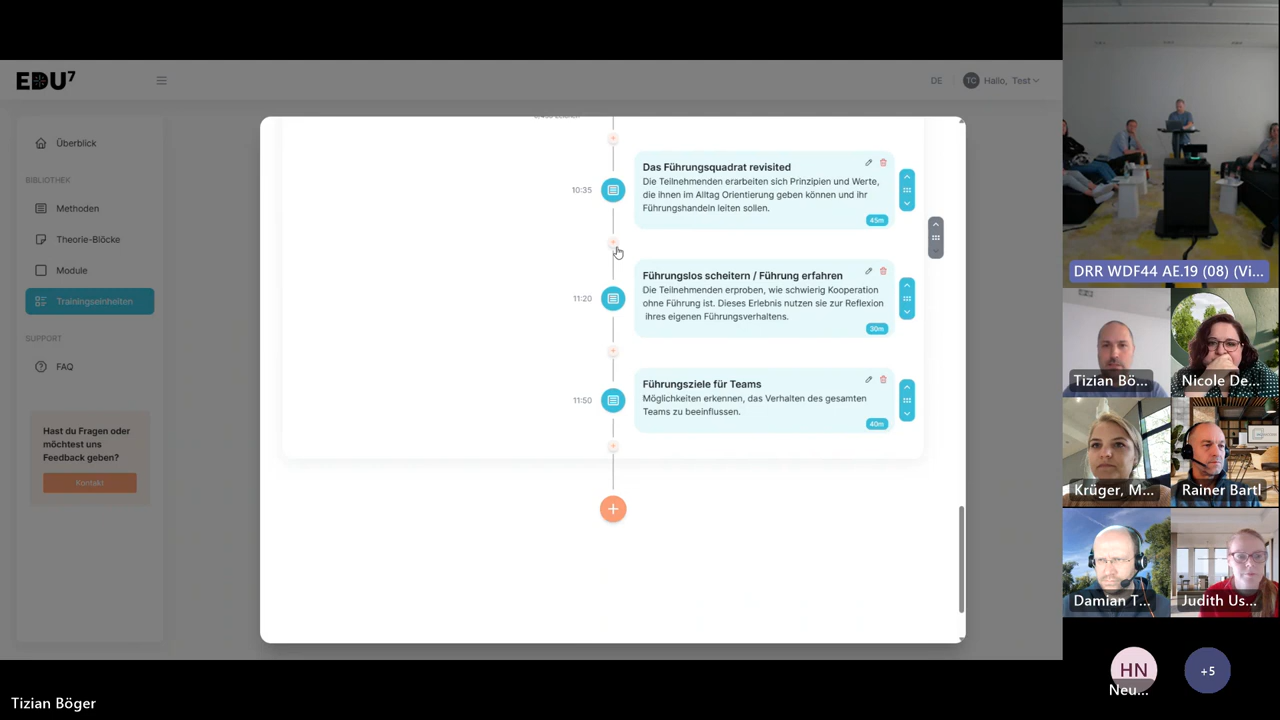 EDU7
DE
TC
Hallo, Test
Überblick
BIBLIOTHEK
Methoden
Theorie-Blöcke
Module
Trainingseinheiten
SUPPORT
FAQ
Hast du Fragen oder
möchtest uns
Feedback geben?
Kontakt
10:35
Das Führungsquadrat revisited
Die Teilnehmenden erarbeiten sich Prinzipien und Werte,
die ihnen im Alltag Orientierung geben können und ihr
Führungshandeln leiten sollen.
45m
11:20
Führungslos scheitern / Führung erfahren
Die Teilnehmenden erproben, wie schwierig Kooperation
ohne Führung ist. Dieses Erlebnis nutzen sie zur Reflexion
ihres eigenen Führungsverhaltens.
30m
11:50
Führungsziele für Teams
Möglichkeiten erkennen, das Verhalten des gesamten
Teams zu beeinflussen.
40m
Tizian Böger
DRR WDF44 AE.19 (08) (Vi...
Tizian Bö...
Nicole De...
Krüger, M...
Rainer Bartl
Damian T...
Judith Us...
HN
Neu...
+5